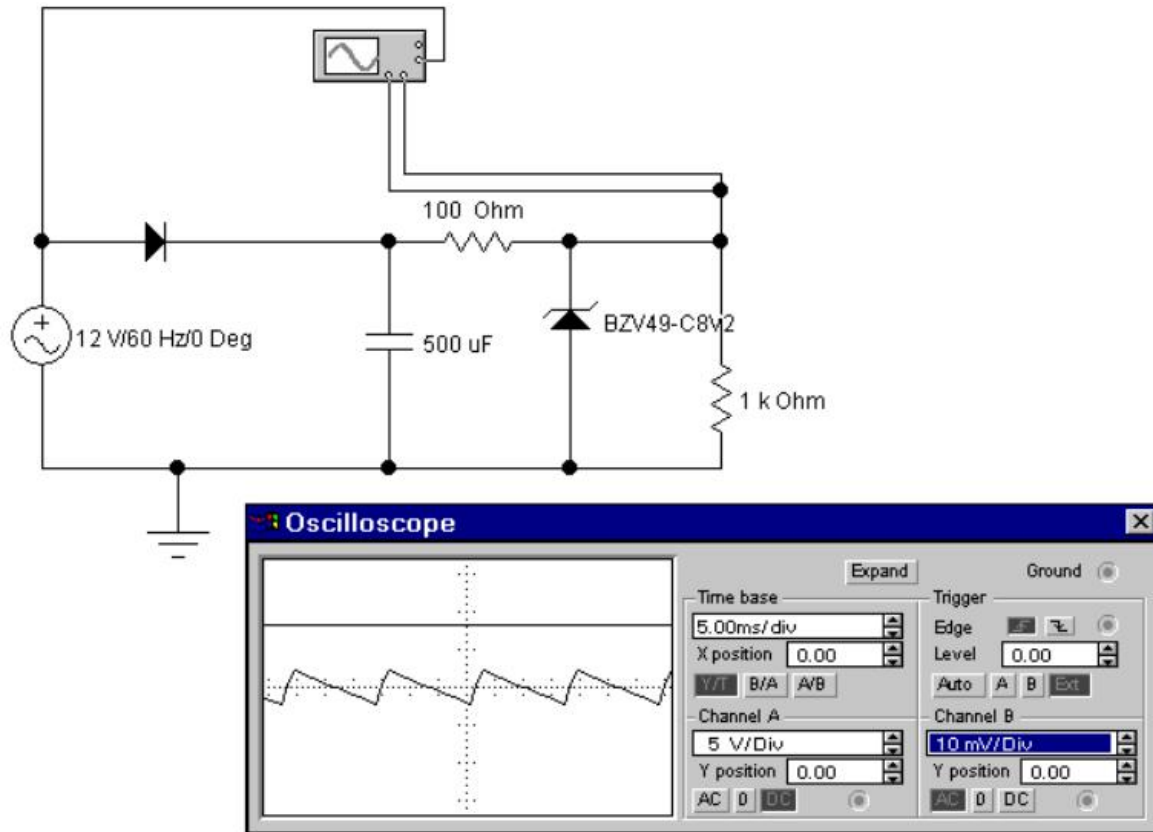 100 Ohm
12 V/60 Hz/0 Deg
500 uF
BZV49-C8V2
1 k Ohm
Oscilloscope
Expand Ground
Time base Trigger
5.00ms/div Edge
X position 0.00 Level 0.00
Y/T B/A A/B Auto A B Ext
Channel A Channel B
5 V/Div 10 mV/Div
Y position 0.00 Y position 0.00
AC 0 DC AC 0 DC